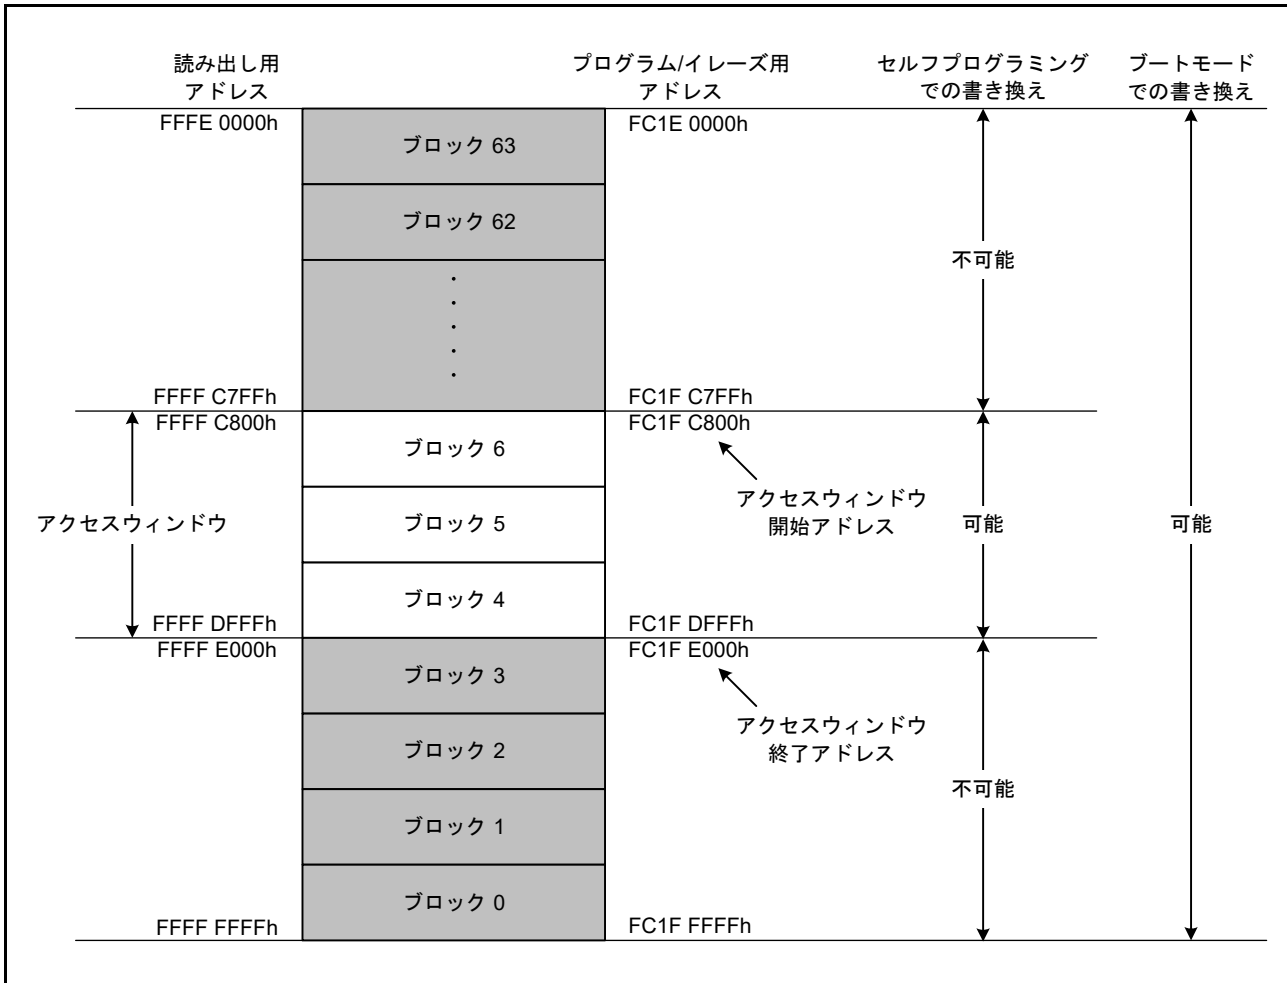 読み出し用
アドレス
プログラム/イレーズ用
アドレス
セルフプログラミング
での書き換え
ブートモード
での書き換え
FFFE 0000h
FC1E 0000h
ブロック 63
ブロック 62
不可能
FFFF C7FFh
FC1F C7FFh
FFFF C800h
FC1F C800h
ブロック 6
アクセスウィンドウ
開始アドレス
アクセスウィンドウ
ブロック 5
可能
可能
ブロック 4
FFFF DFFFh
FC1F DFFFh
FFFF E000h
FC1F E000h
ブロック 3
アクセスウィンドウ
終了アドレス
ブロック 2
不可能
ブロック 1
ブロック 0
FFFF FFFFh
FC1F FFFFh